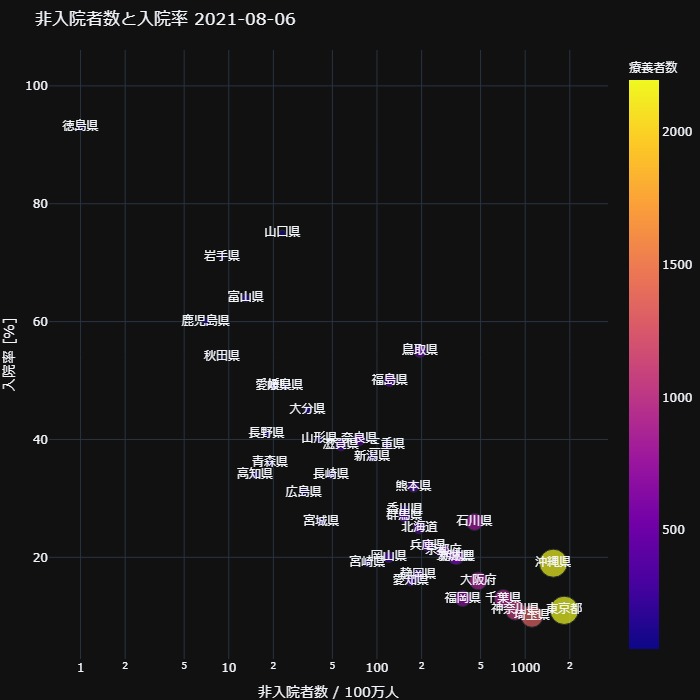 非入院者数と入院率 2021-08-06
療養者数
100
80
60
40
20
入院率 [%]
2000
1500
1000
500
徳島県
山口県
岩手県
富山県
鹿児島県
鳥取県
秋田県
福島県
愛媛県
大分県
長野県
山形県
奈良県
滋賀県
三重県
新潟県
青森県
高知県
長崎県
熊本県
広島県
香川県
群馬県
宮城県
北海道
石川県
兵庫県
京都府
岡山県
宮崎県
沖縄県
静岡県
愛知県
大阪府
福岡県
千葉県
神奈川県
埼玉県
東京都
1
2
5
10
2
5
100
2
5
1000
2
非入院者数 / 100万人